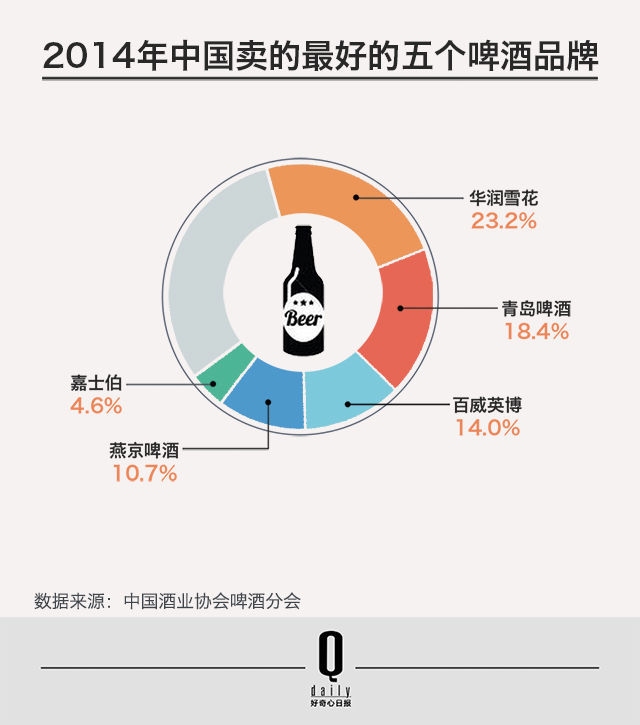 2014年中国卖的最好的五个啤酒品牌
华润雪花
23.2%
青岛啤酒
18.4%
Beer
嘉士伯
4.6%
百威英博
14.0%
燕京啤酒
10.7%
数据来源：中国酒业协会啤酒分会
Q
daily
好奇心日报